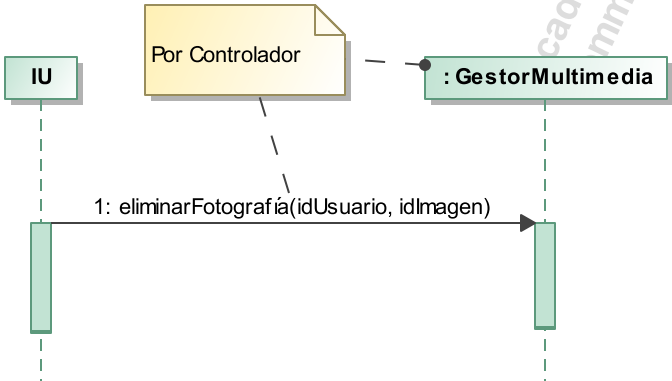 Por Controlador
IU
: GestorMultimedia
1: eliminarFotografía(idUsuario, idImagen)